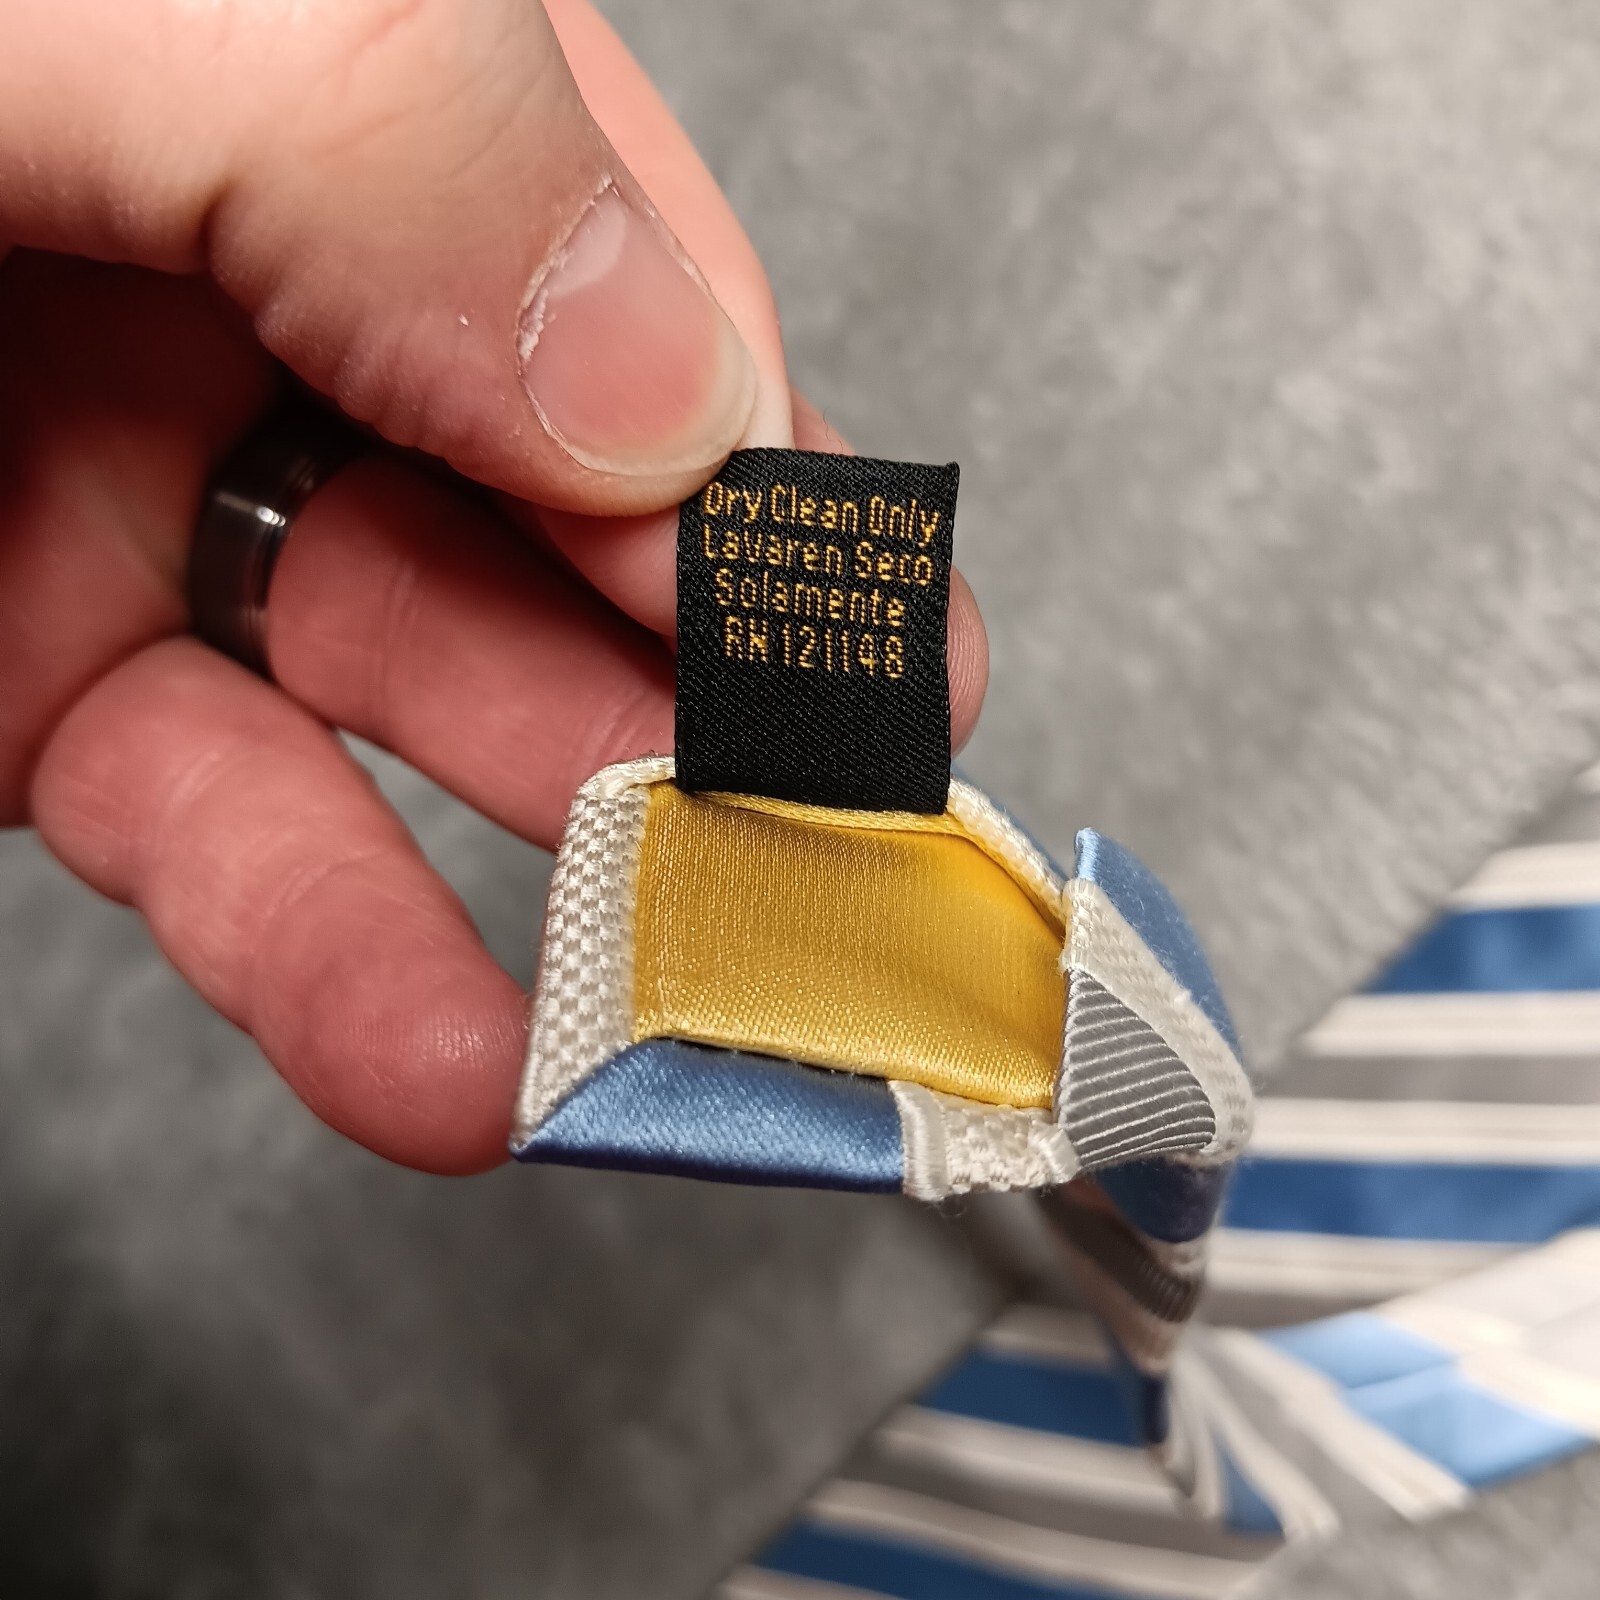 Dry Clean Only
Lavaren Seco
Solamente
RN 121148